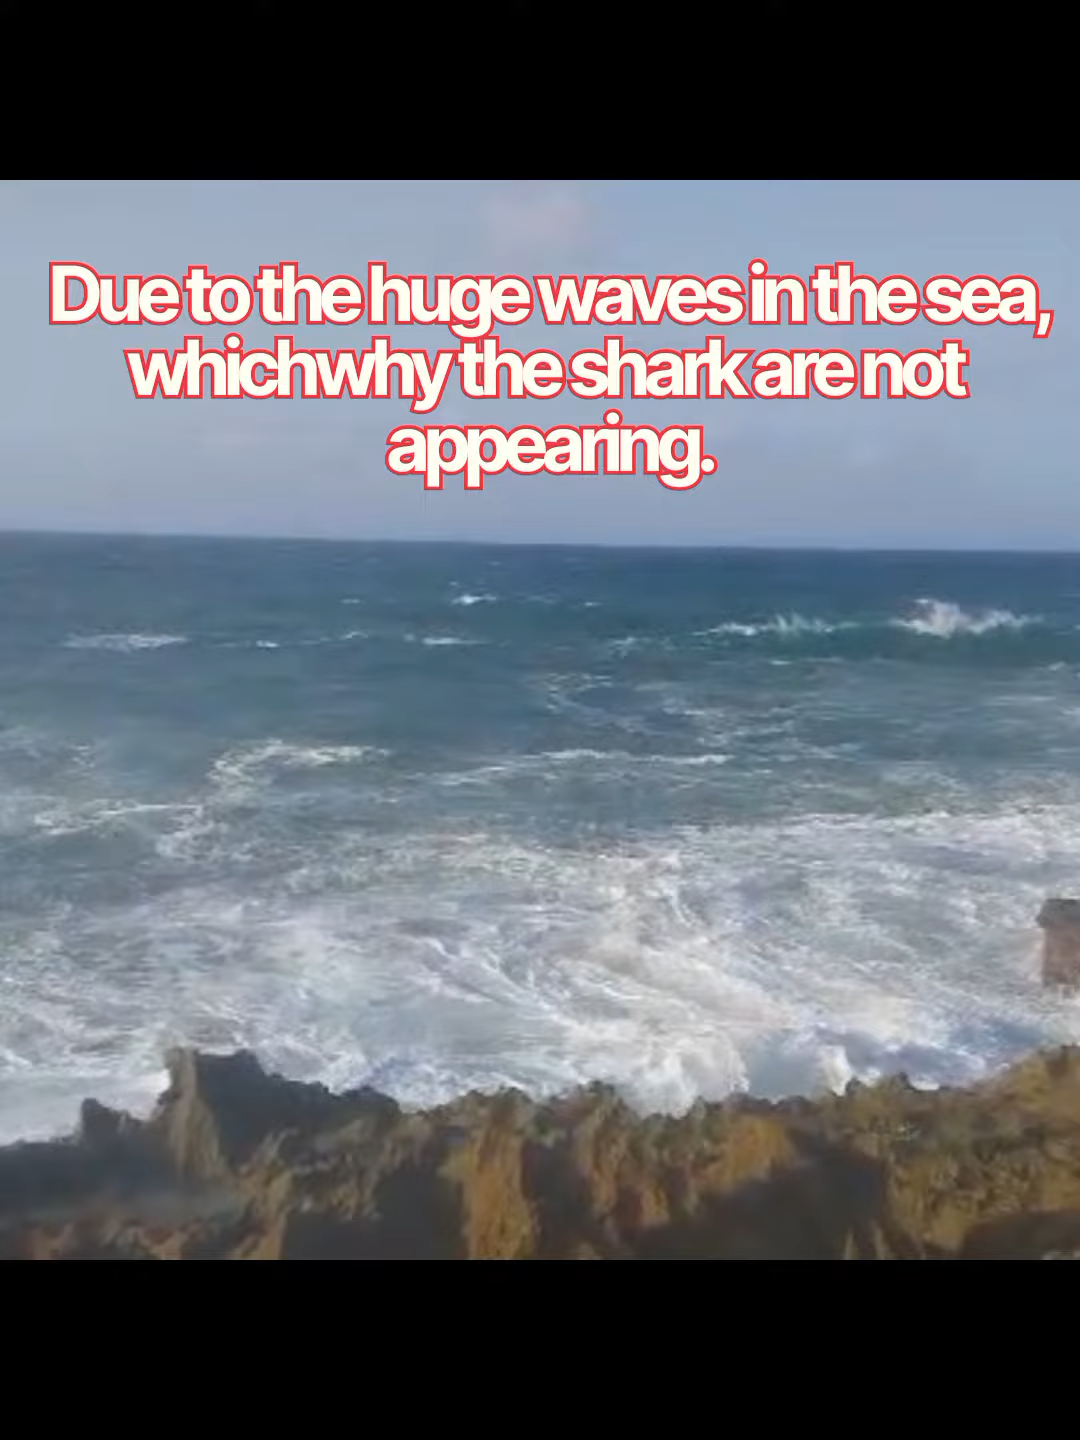 Due to the huge waves in the sea,
whichwhy the shark are not
appearing.